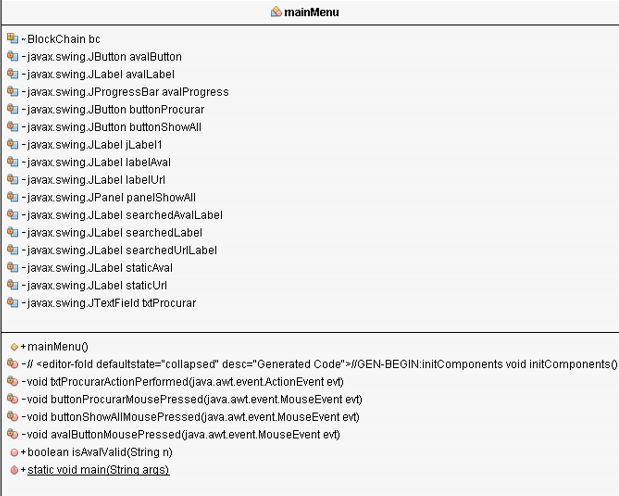 mainMenu
~ BlockChain bc
- javax.swing.JButton avalButton
- javax.swing.JLabel avalLabel
- javax.swing.JProgressBar avalProgress
- javax.swing.JButton buttonProcurar
- javax.swing.JButton buttonShowAll
- javax.swing.JLabel jLabel1
- javax.swing.JLabel labelAval
- javax.swing.JLabel labelUrl
- javax.swing.JPanel panelShowAll
- javax.swing.JLabel searchedAvalLabel
- javax.swing.JLabel searchedLabel
- javax.swing.JLabel searchedUrlLabel
- javax.swing.JLabel staticAval
- javax.swing.JLabel staticUrl
- javax.swing.JTextField txtProcurar
+ mainMenu()
- // <editor-fold defaultstate="collapsed" desc="Generated Code">//GEN-BEGIN:initComponents void initComponents()
- void txtProcurarActionPerformed(java.awt.event.ActionEvent evt)
- void buttonProcurarMousePressed(java.awt.event.MouseEvent evt)
- void buttonShowAllMousePressed(java.awt.event.MouseEvent evt)
- void avalButtonMousePressed(java.awt.event.MouseEvent evt)
+ boolean isAvalValid(String n)
+ static void main(String args)